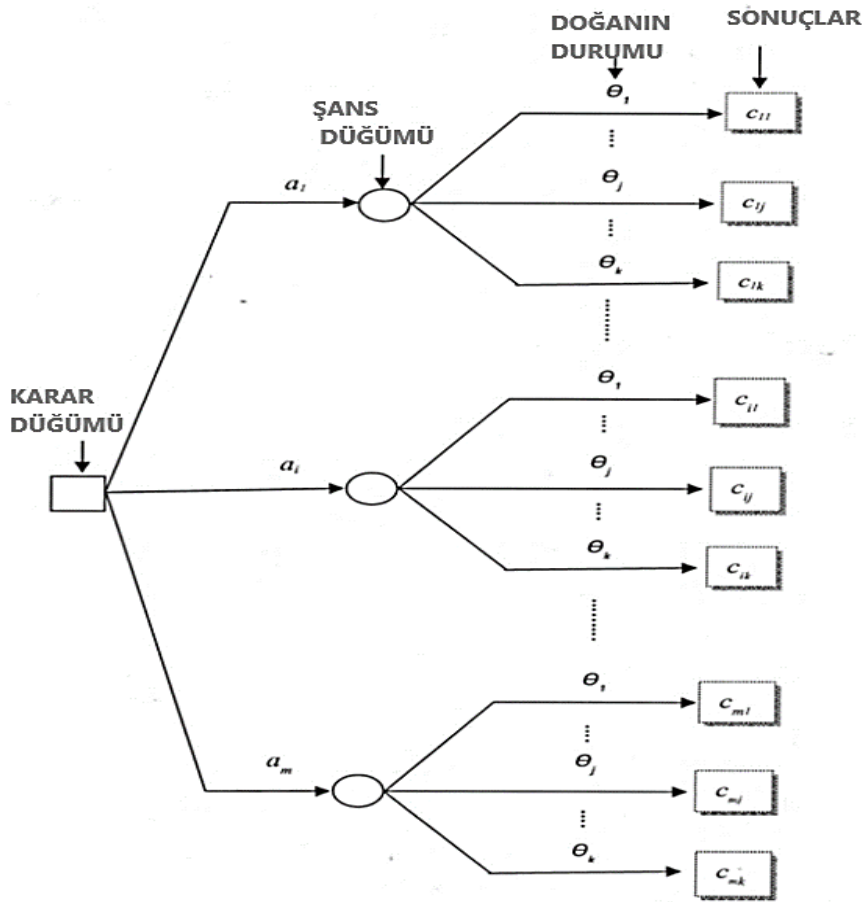 DOĞANIN
DURUMU
SONUÇLAR
ŞANS
DÜĞÜMÜ
KARAR
DÜĞÜMÜ
a₁
θ₁
c₁₁
θⱼ
c₁ⱼ
θₖ
c₁ₖ
aᵢ
θ₁
cᵢ₁
θⱼ
cᵢⱼ
θₖ
cᵢₖ
aₘ
θ₁
cₘ₁
θⱼ
cₘⱼ
θₖ
cₘₖ